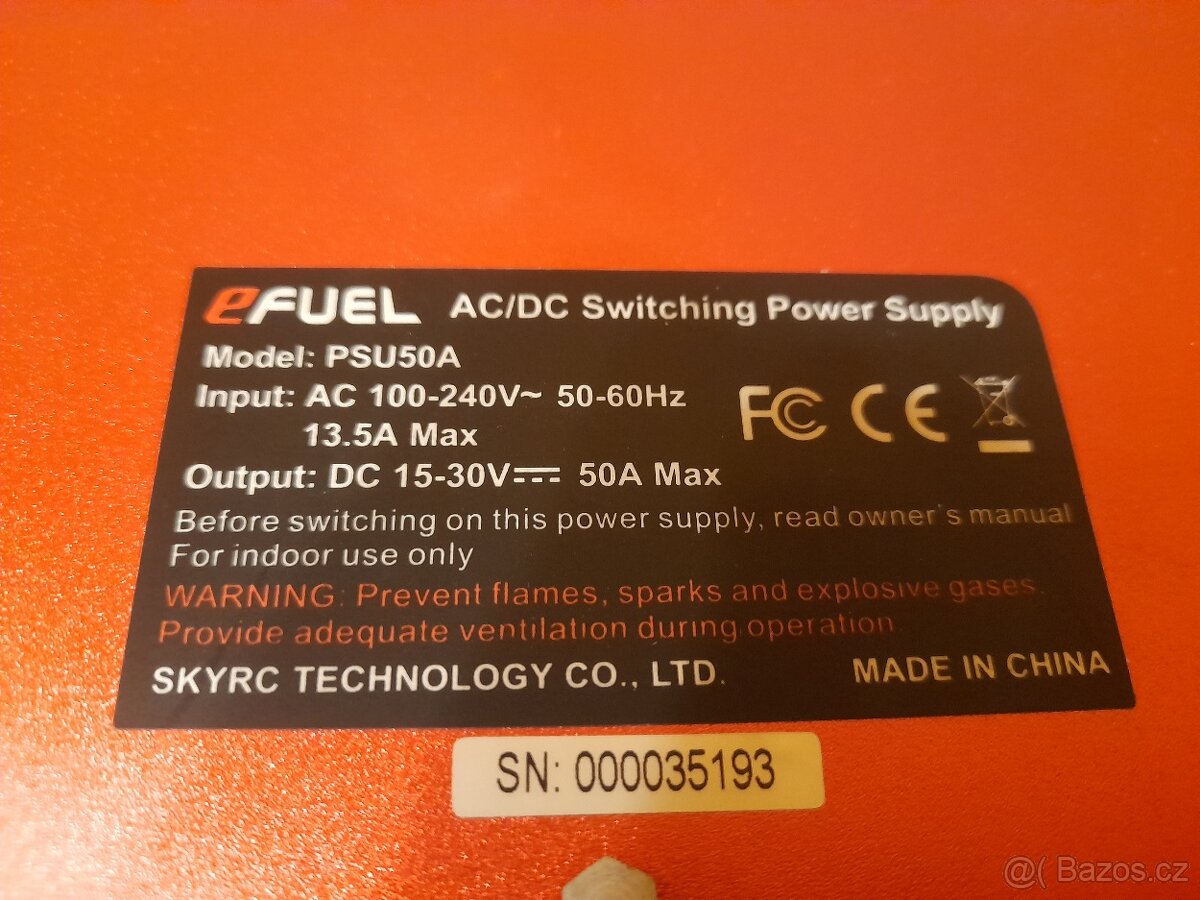 eFUEL AC/DC Switching Power Supply
Model: PSU50A
Input: AC 100-240V~ 50-60Hz
13.5A Max
FC CE
Output: DC 15-30V⎓ 50A Max
Before switching on this power supply, read owner's manual
For indoor use only
WARNING: Prevent flames, sparks and explosive gases.
Provide adequate ventilation during operation.
SKYRC TECHNOLOGY CO., LTD. MADE IN CHINA
SN: 000035193
@( Bazos.cz